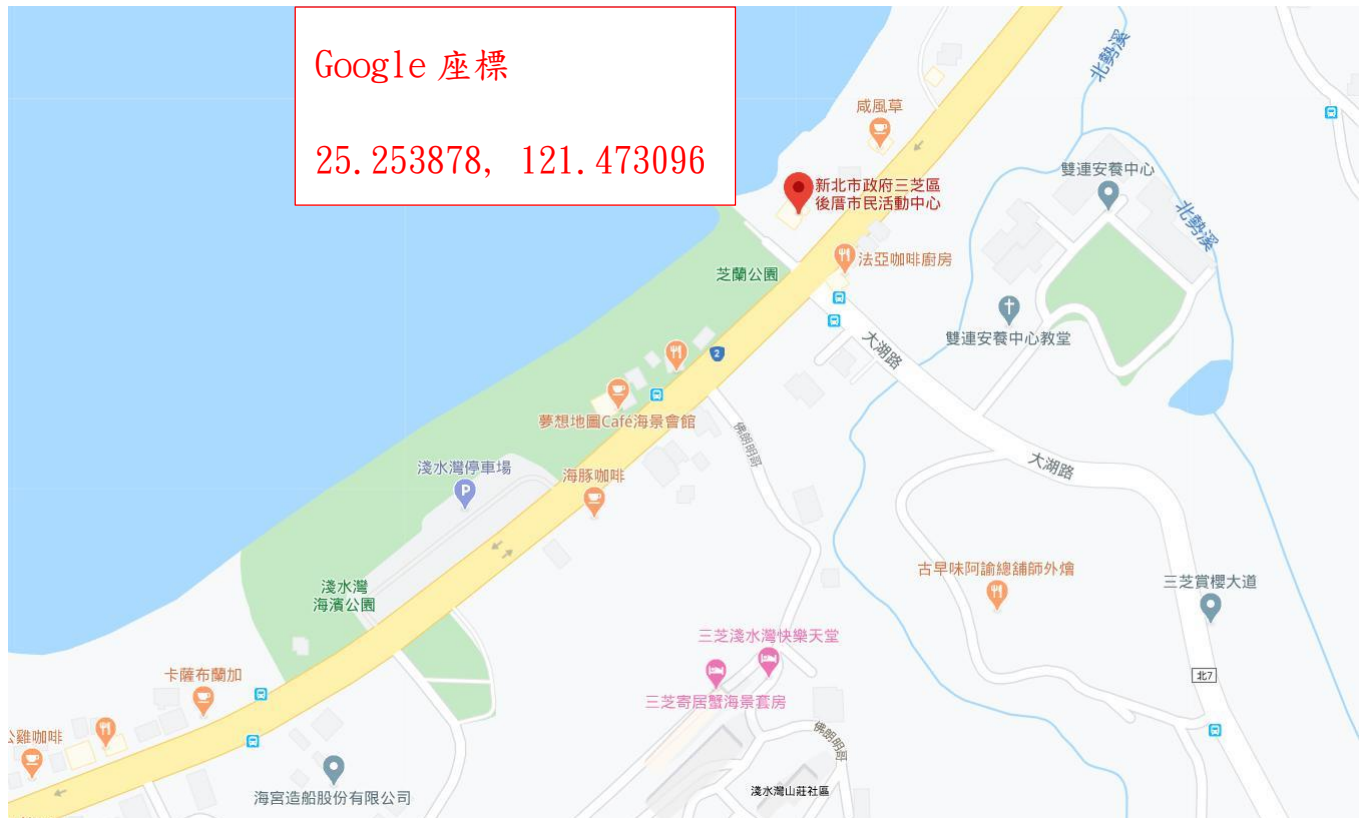 Google 座標
25.253878, 121.473096
北勢溪
咸風草
新北市政府三芝區
後厝市民活動中心
雙連安養中心
北勢溪
法亞咖啡廚房
芝蘭公園
雙連安養中心教堂
大湖路
2
夢想地圖Café海景會館
佛朗明哥
淺水灣停車場
P
海豚咖啡
大湖路
古早味阿諭總舖師外燴
三芝賞櫻大道
淺水灣
海濱公園
三芝淺水灣快樂天堂
卡薩布蘭加
北7
三芝寄居蟹海景套房
公雞咖啡
佛朗明哥
海宮造船股份有限公司
淺水灣山莊社區